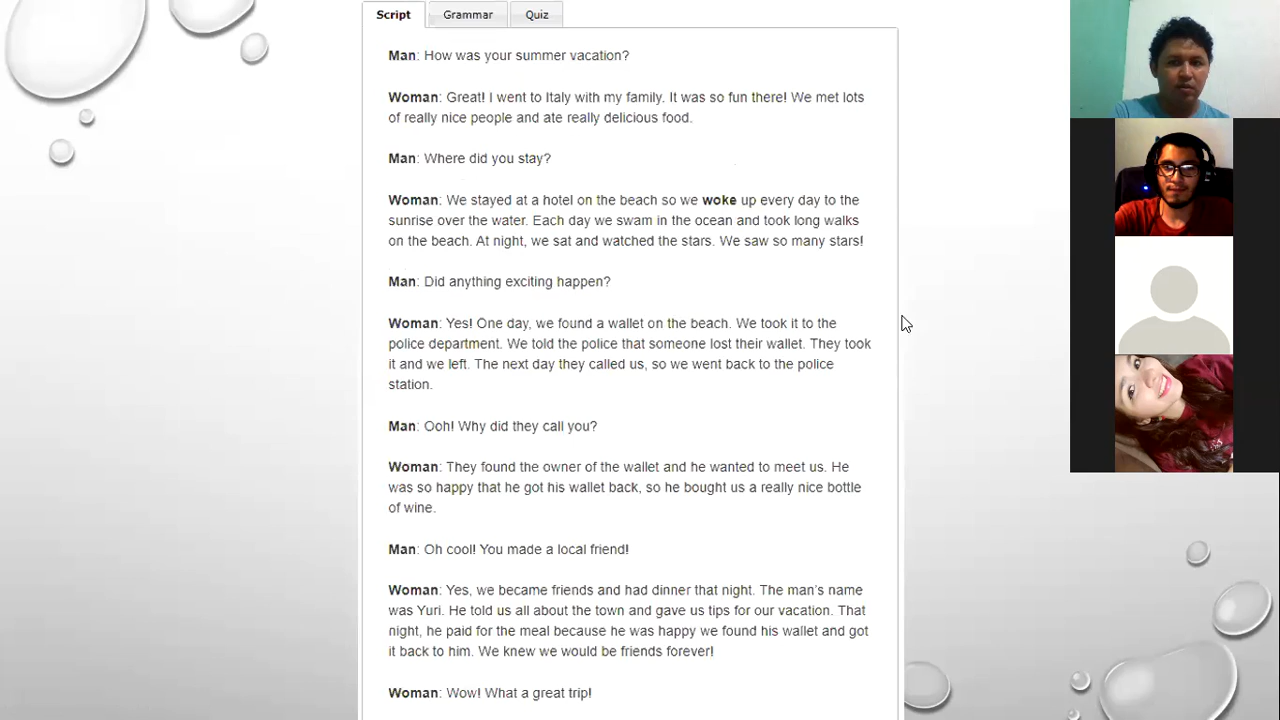 Script Grammar Quiz
Man: How was your summer vacation?
Woman: Great! I went to Italy with my family. It was so fun there! We met lots
of really nice people and ate really delicious food.
Man: Where did you stay?
Woman: We stayed at a hotel on the beach so we woke up every day to the
sunrise over the water. Each day we swam in the ocean and took long walks
on the beach. At night, we sat and watched the stars. We saw so many stars!
Man: Did anything exciting happen?
Woman: Yes! One day, we found a wallet on the beach. We took it to the
police department. We told the police that someone lost their wallet. They took
it and we left. The next day they called us, so we went back to the police
station.
Man: Ooh! Why did they call you?
Woman: They found the owner of the wallet and he wanted to meet us. He
was so happy that he got his wallet back, so he bought us a really nice bottle
of wine.
Man: Oh cool! You made a local friend!
Woman: Yes, we became friends and had dinner that night. The man's name
was Yuri. He told us all about the town and gave us tips for our vacation. That
night, he paid for the meal because he was happy we found his wallet and got
it back to him. We knew we would be friends forever!
Woman: Wow! What a great trip!